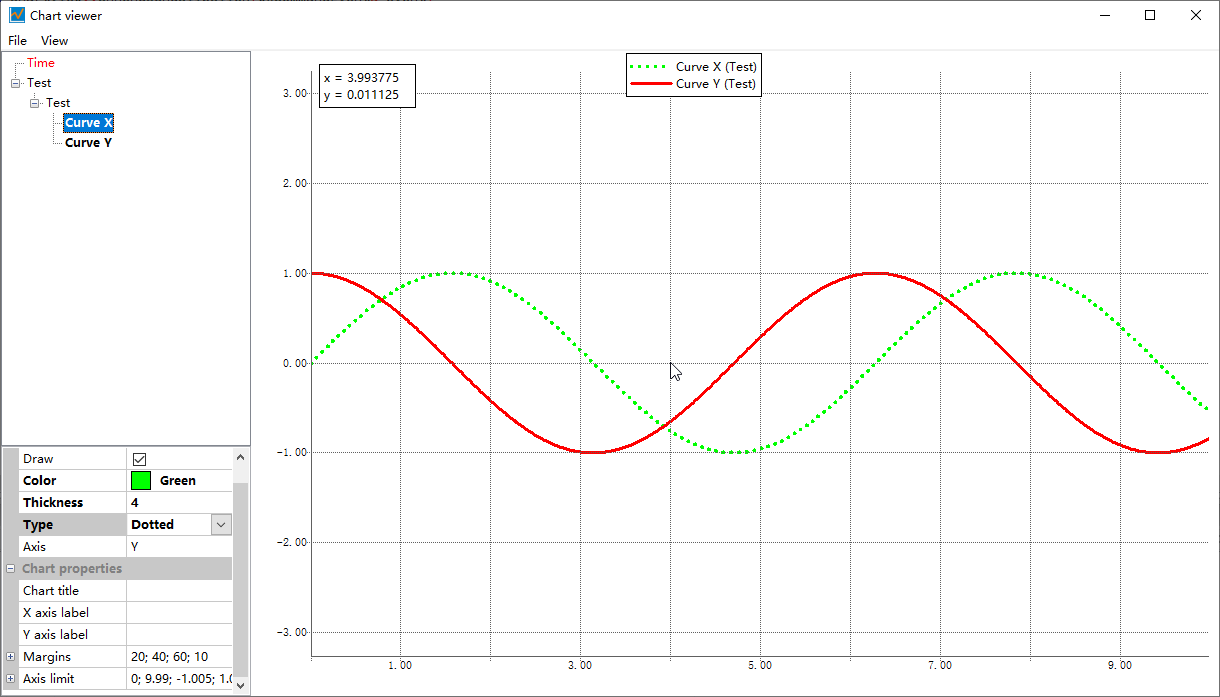 Chart viewer
File View
Time
Test
Test
Curve X
Curve Y
Draw
Color Green
Thickness 4
Type Dotted
Axis Y
Chart properties
Chart title
X axis label
Y axis label
Margins 20; 40; 60; 10
Axis limit 0; 9.99; -1.005; 1.0
x = 3.993775
y = 0.011125
Curve X (Test)
Curve Y (Test)
3.00
2.00
1.00
0.00
-1.00
-2.00
-3.00
1.00 3.00 5.00 7.00 9.00